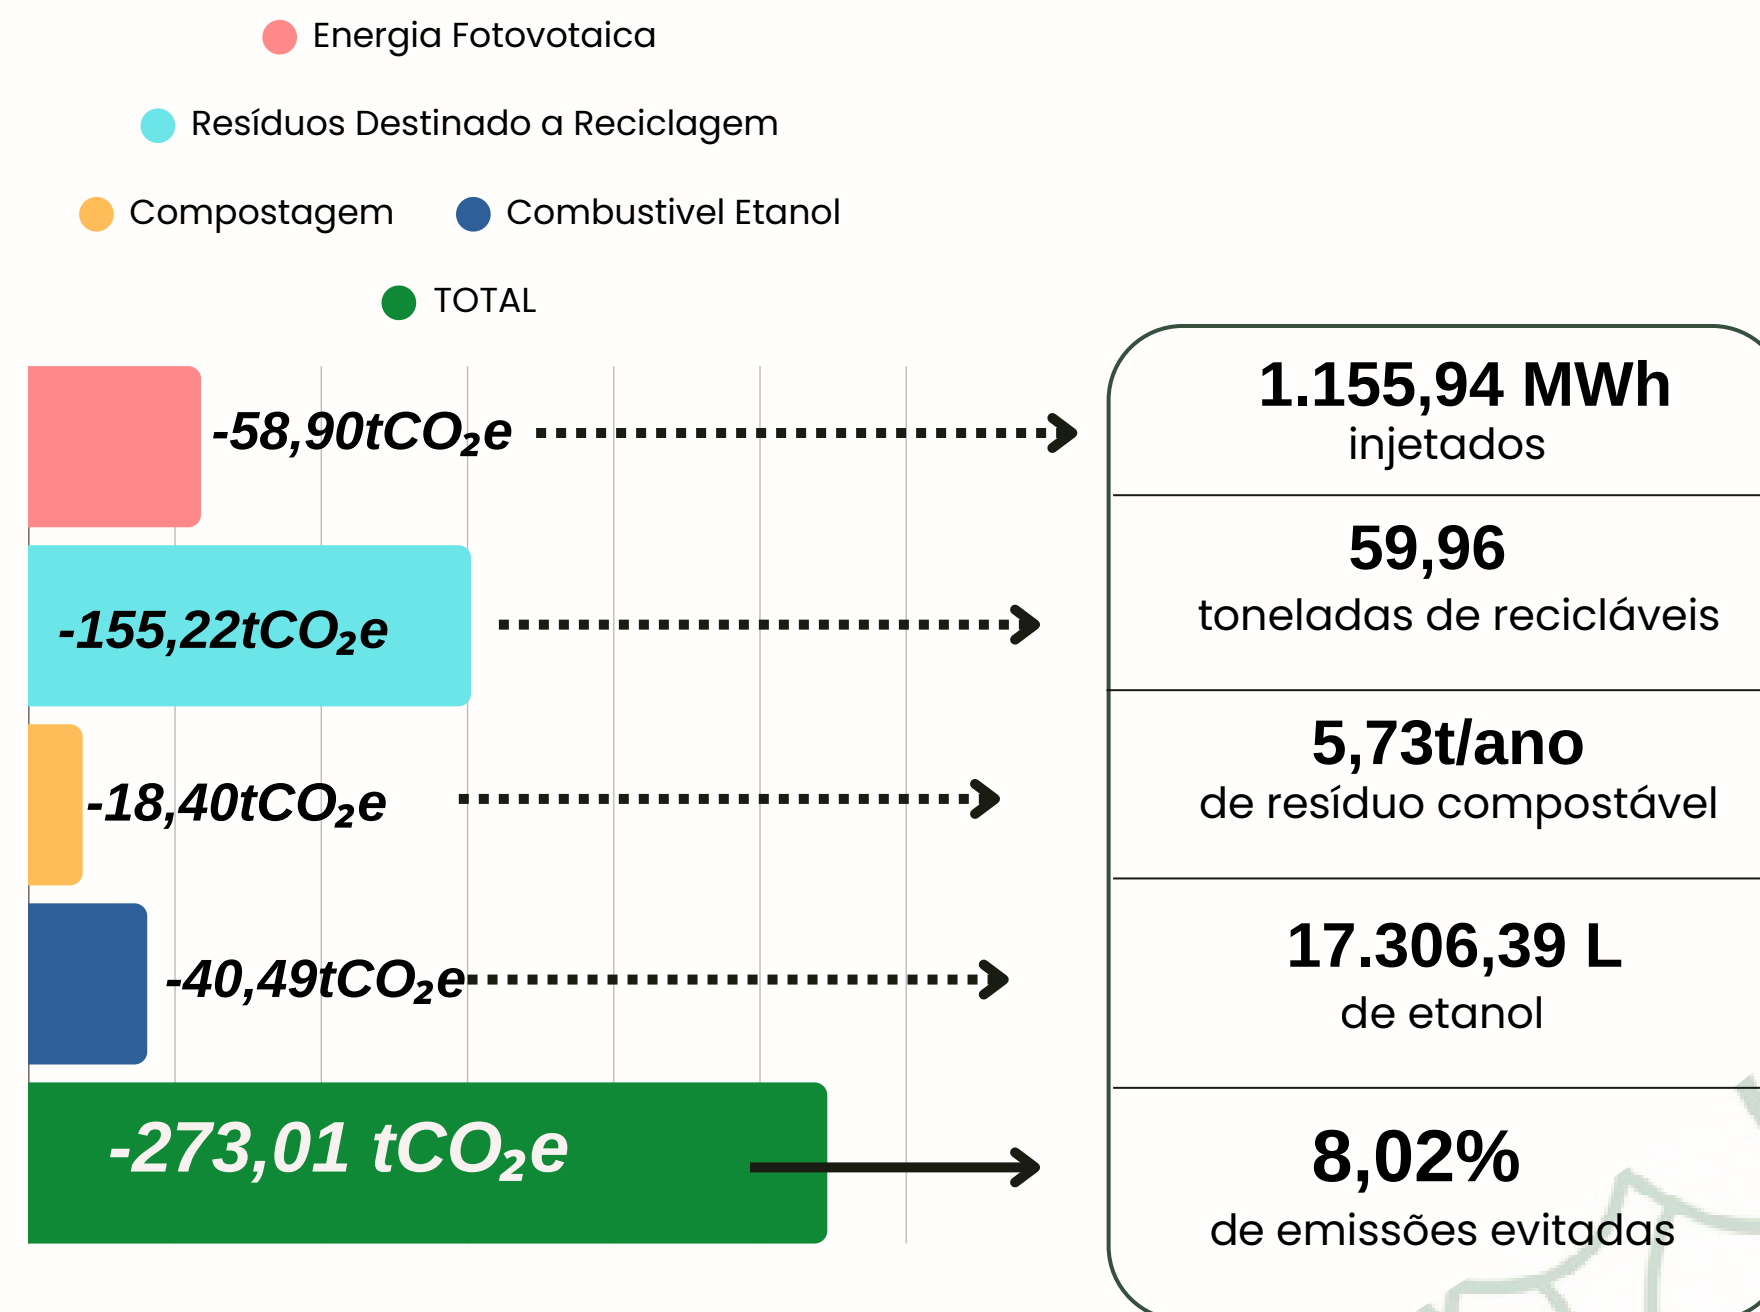 Energia Fotovotaica
Resíduos Destinado a Reciclagem
Compostagem
Combustivel Etanol
TOTAL
-58,90tCO₂e
1.155,94 MWh
injetados
-155,22tCO₂e
59,96
toneladas de recicláveis
-18,40tCO₂e
5,73t/ano
de resíduo compostável
-40,49tCO₂e
17.306,39 L
de etanol
-273,01 tCO₂e
8,02%
de emissões evitadas